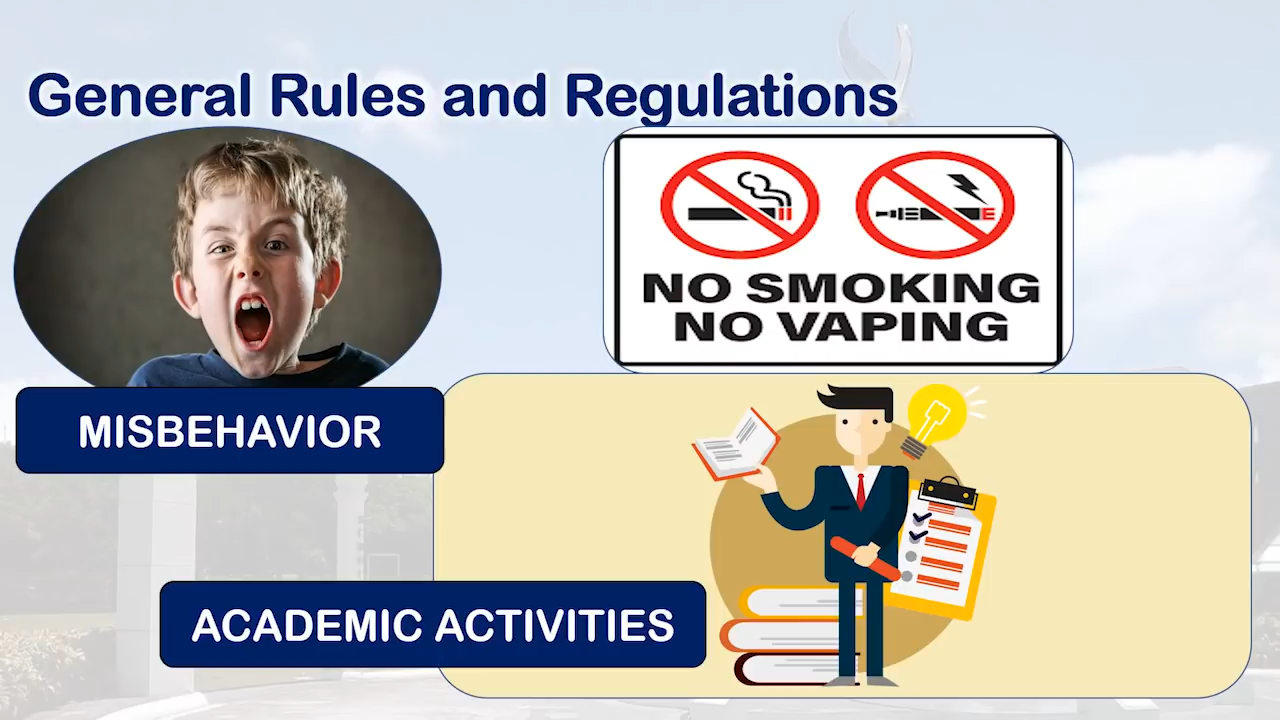 General Rules and Regulations
NO SMOKING
NO VAPING
MISBEHAVIOR
ACADEMIC ACTIVITIES